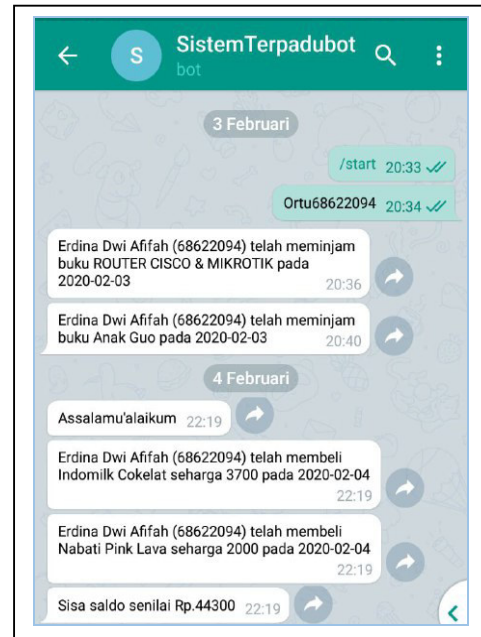 S
SistemTerpadubot
bot
3 Februari
/start 20:33
Ortu68622094 20:34
Erdina Dwi Afifah (68622094) telah meminjam
buku ROUTER CISCO & MIKROTIK pada
2020-02-03 20:36
Erdina Dwi Afifah (68622094) telah meminjam
buku Anak Guo pada 2020-02-03 20:40
4 Februari
Assalamu'alaikum 22:19
Erdina Dwi Afifah (68622094) telah membeli
Indomilk Cokelat seharga 3700 pada 2020-02-04
22:19
Erdina Dwi Afifah (68622094) telah membeli
Nabati Pink Lava seharga 2000 pada 2020-02-04
22:19
Sisa saldo senilai Rp.44300 22:19